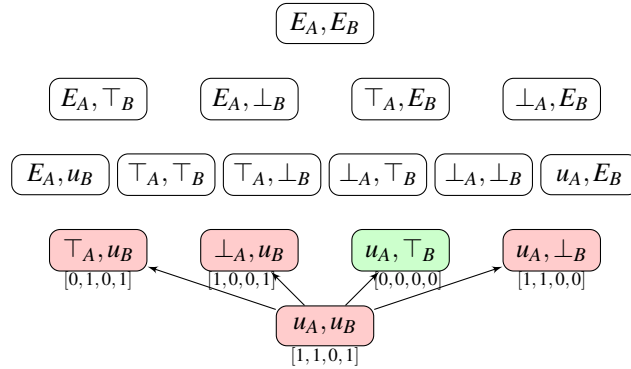 E_A, E_B
E_A, ⊤_B E_A, ⊥_B ⊤_A, E_B ⊥_A, E_B
E_A, u_B ⊤_A, ⊤_B ⊤_A, ⊥_B ⊥_A, ⊤_B ⊥_A, ⊥_B u_A, E_B
⊤_A, u_B ⊥_A, u_B u_A, ⊤_B u_A, ⊥_B
[0,1,0,1] [1,0,0,1] [0,0,0,0] [1,1,0,0]
u_A, u_B
[1,1,0,1]